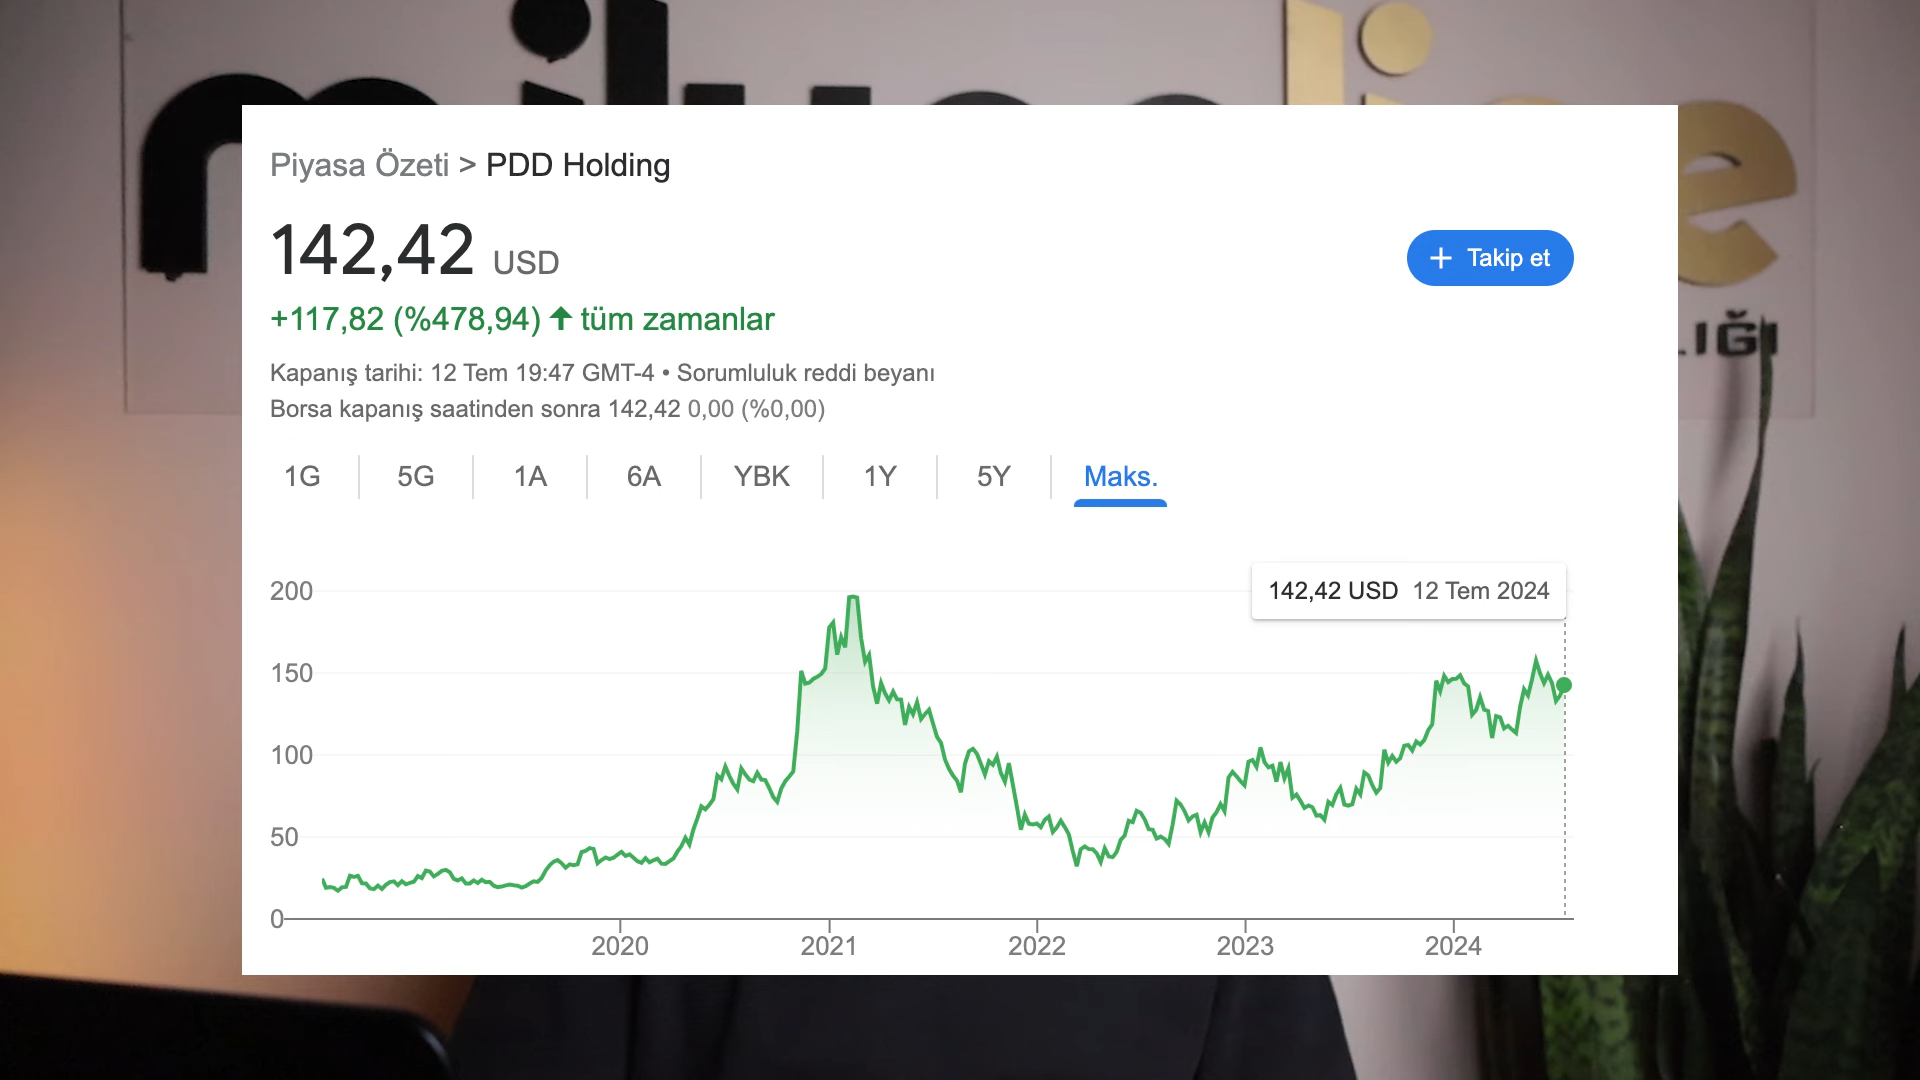 Piyasa Özeti > PDD Holding
142,42 USD
+ Takip et
+117,82 (%478,94) ↑ tüm zamanlar
Kapanış tarihi: 12 Tem 19:47 GMT-4 • Sorumluluk reddi beyanı
Borsa kapanış saatinden sonra 142,42 0,00 (%0,00)
1G 5G 1A 6A YBK 1Y 5Y Maks.
142,42 USD 12 Tem 2024
200
150
100
50
0
2020 2021 2022 2023 2024